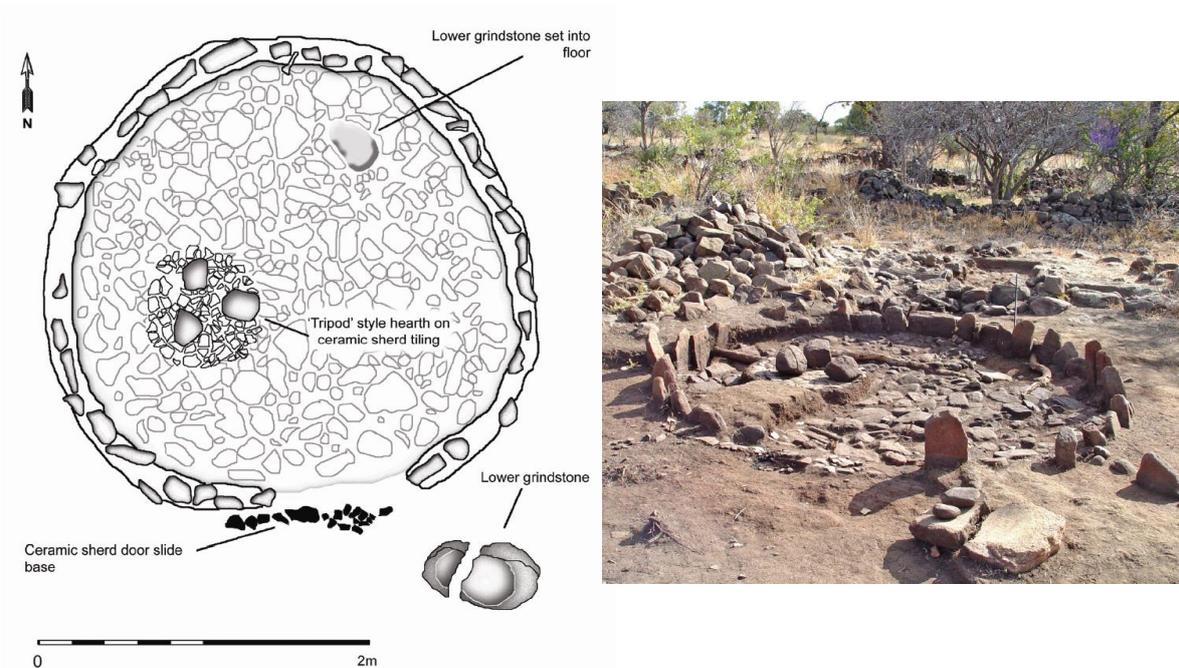 Lower grindstone set into
floor
N
'Tripod' style hearth on
ceramic sherd tiling
Lower grindstone
Ceramic sherd door slide
base
0
2m